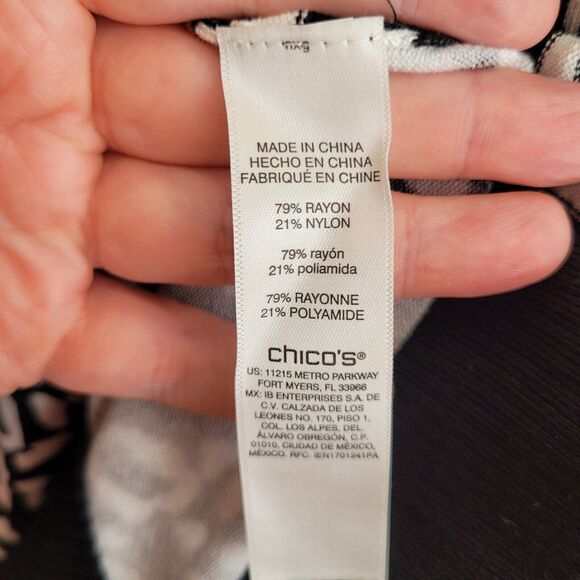 MADE IN CHINA
HECHO EN CHINA
FABRIQUÉ EN CHINE
79% RAYON
21% NYLON
79% rayón
21% poliamida
79% RAYONNE
21% POLYAMIDE
chico's®
US: 11215 METRO PARKWAY
FORT MYERS, FL 33966
MX: IB ENTERPRISES S.A. DE
C.V. CALZADA DE LOS
LEONES NO. 170, PISO 1,
COL. LOS ALPES, DEL.
ÁLVARO OBREGÓN, C.P.
01010, CIUDAD DE MÉXICO,
MÉXICO. RFC: IEN1701241PA